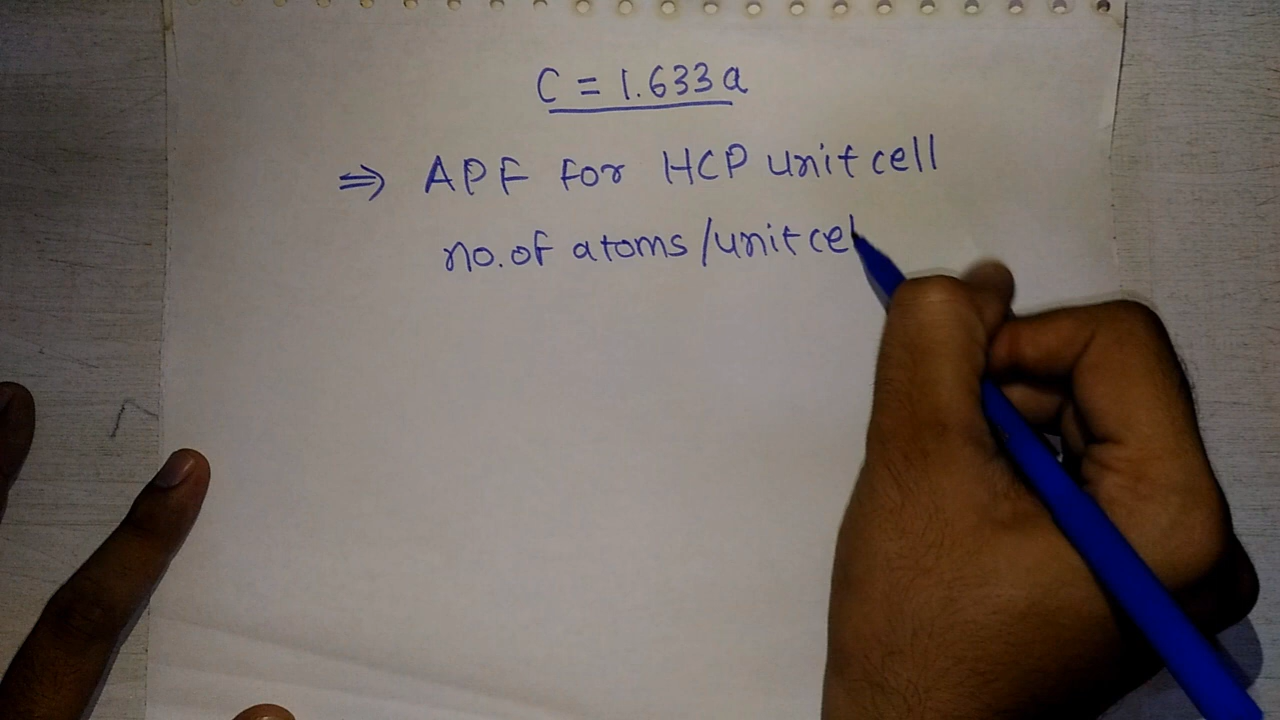 C = 1.633a
⇒ APF for HCP unit cell
no. of atoms /unit cel